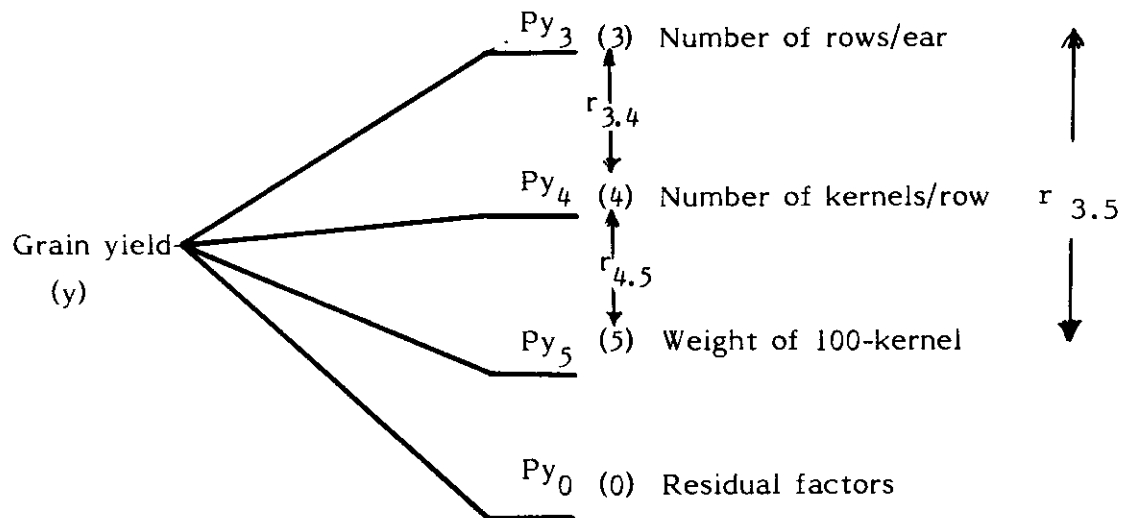 Py3 (3) Number of rows/ear
r3.4
Py4 (4) Number of kernels/row
r 3.5
Grain yield
(y)
r4.5
Py5 (5) Weight of 100-kernel
Py0 (0) Residual factors